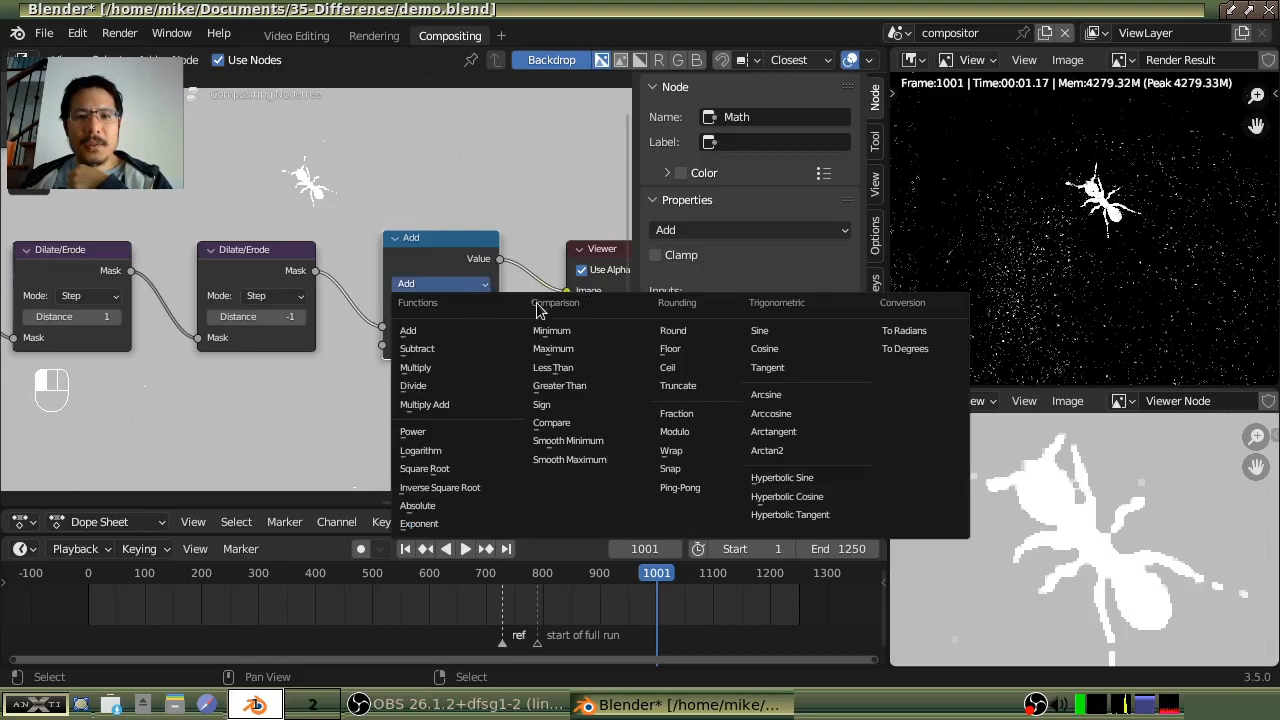 Blender* [/home/mike/Documents/35-Difference/demo.blend]
File Edit Render Window Help Video Editing Rendering Compositing compositor ViewLayer
Use Nodes Backdrop R G B Closest View View Image Render Result
Compositing Nodetree
Frame:1001 | Time:00:01.17 | Mem:4279.32M (Peak 4279.33M)
Node
Name: Math
Label:
Color
Properties
Add
Clamp
Inputs:
Node
Tool
View
Options
Dilate/Erode
Mask
Mode: Step
Distance 1
Mask
Dilate/Erode
Mask
Mode: Step
Distance -1
Mask
Add
Value
Add
Viewer
Use Alpha
Image
Functions
Add
Subtract
Multiply
Divide
Multiply Add
Power
Logarithm
Square Root
Inverse Square Root
Absolute
Exponent
Comparison
Minimum
Maximum
Less Than
Greater Than
Sign
Compare
Smooth Minimum
Smooth Maximum
Rounding
Round
Floor
Ceil
Truncate
Fraction
Modulo
Wrap
Snap
Ping-Pong
Trigonometric
Sine
Cosine
Tangent
Arcsine
Arccosine
Arctangent
Arctan2
Hyperbolic Sine
Hyperbolic Cosine
Hyperbolic Tangent
Conversion
To Radians
To Degrees
View Image Viewer Node
Dope Sheet View Select Marker Channel
Playback Keying View Marker 1001 Start 1 End 1250
-100 0 100 200 300 400 500 600 700 800 900 1001 1100 1200 1300
ref start of full run
Select Pan View Select 3.5.0
2 OBS 26.1.2+dfsg1-2 (lin... Blender* [/home/mike/...